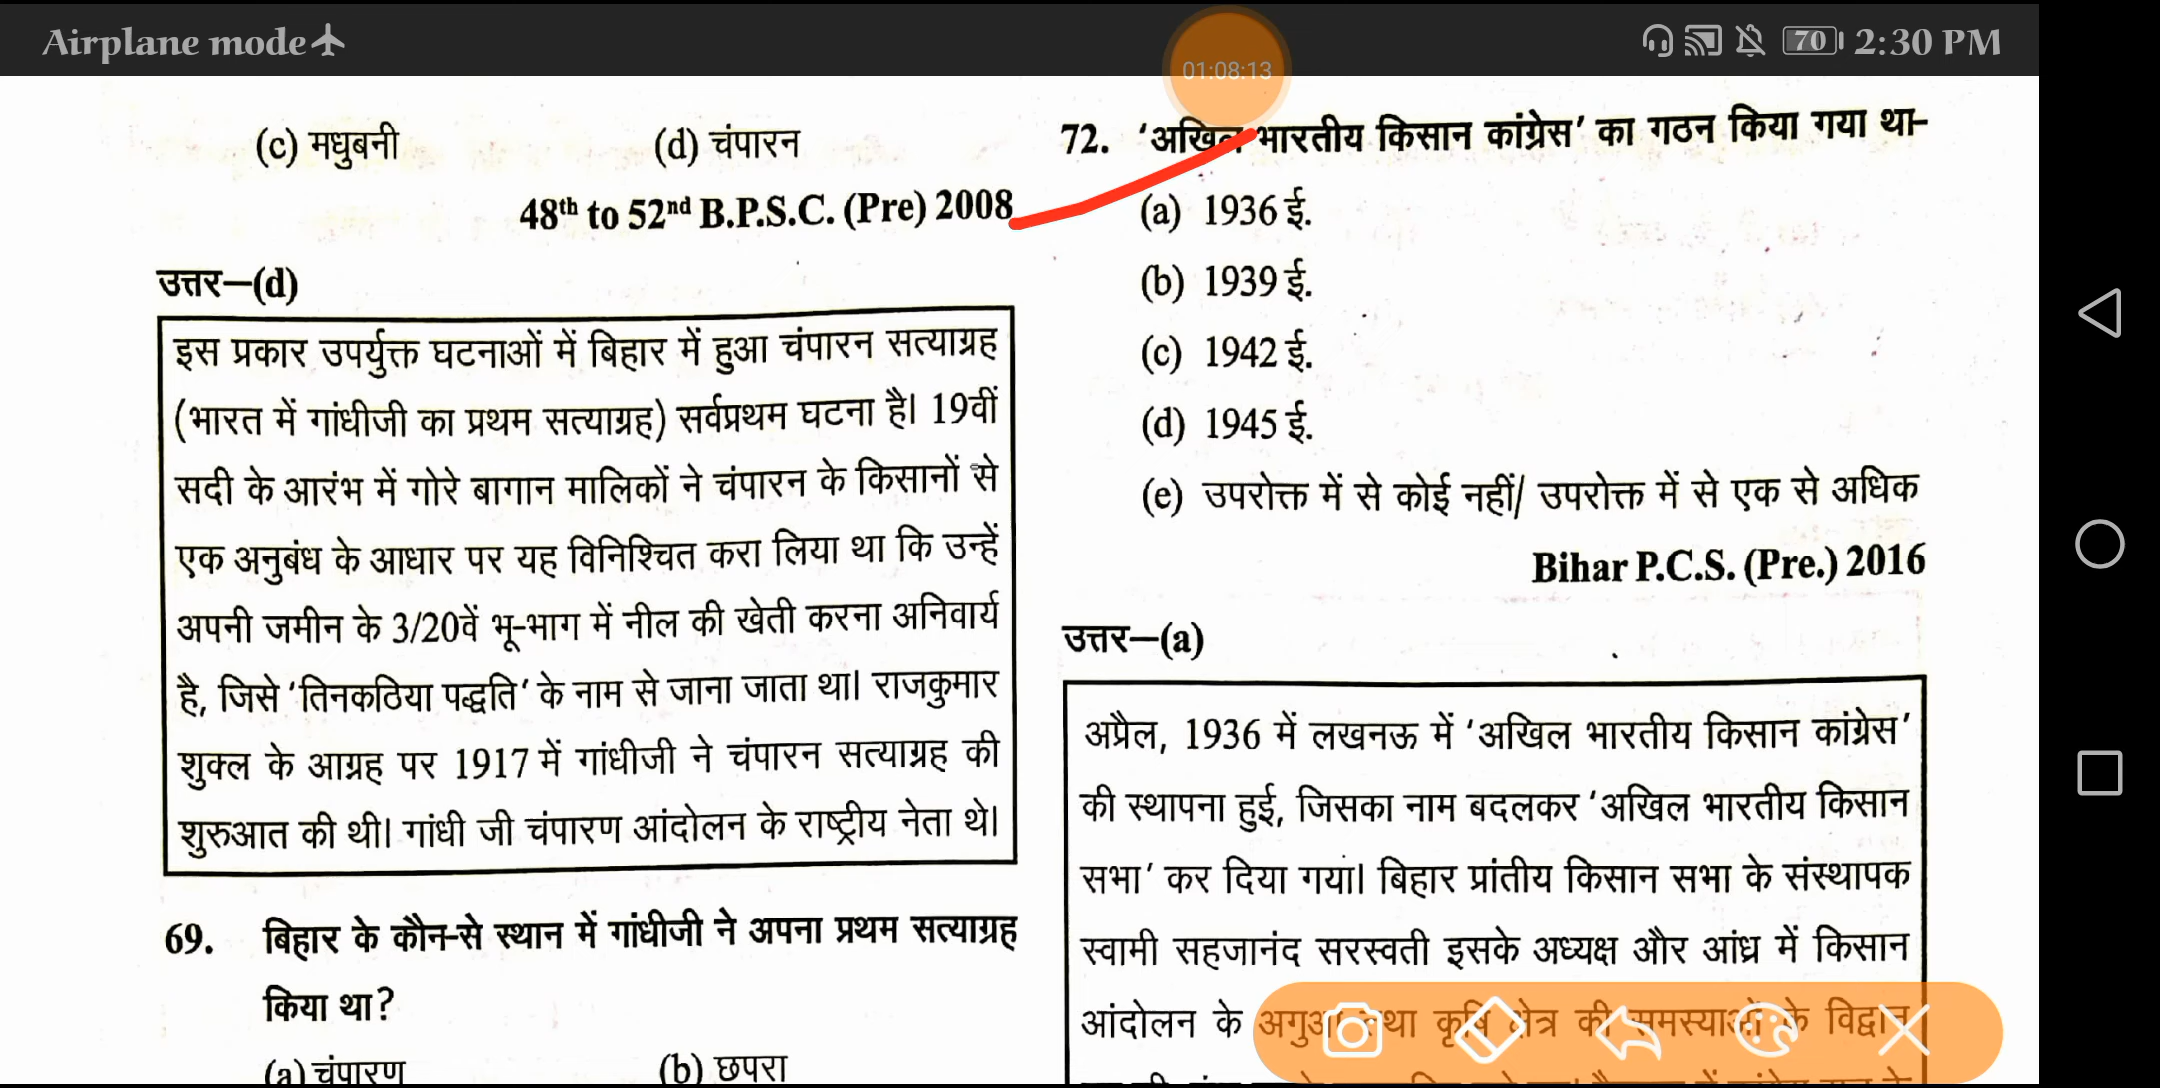 Airplane mode
70 2:30 PM
01:08:13
(c) मधुबनी (d) चंपारन
48th to 52nd B.P.S.C. (Pre) 2008
उत्तर—(d)
इस प्रकार उपर्युक्त घटनाओं में बिहार में हुआ चंपारन सत्याग्रह
(भारत में गांधीजी का प्रथम सत्याग्रह) सर्वप्रथम घटना है। 19वीं
सदी के आरंभ में गोरे बागान मालिकों ने चंपारन के किसानों से
एक अनुबंध के आधार पर यह विनिश्चित करा लिया था कि उन्हें
अपनी जमीन के 3/20वें भू-भाग में नील की खेती करना अनिवार्य
है, जिसे ‘तिनकठिया पद्धति’ के नाम से जाना जाता था। राजकुमार
शुक्ल के आग्रह पर 1917 में गांधीजी ने चंपारन सत्याग्रह की
शुरुआत की थी। गांधी जी चंपारण आंदोलन के राष्ट्रीय नेता थे।
69. बिहार के कौन-से स्थान में गांधीजी ने अपना प्रथम सत्याग्रह
किया था?
(a) चंपारण (b) छपरा
72. ‘अखिल भारतीय किसान कांग्रेस’ का गठन किया गया था-
(a) 1936 ई.
(b) 1939 ई.
(c) 1942 ई.
(d) 1945 ई.
(e) उपरोक्त में से कोई नहीं/ उपरोक्त में से एक से अधिक
Bihar P.C.S. (Pre.) 2016
उत्तर—(a)
अप्रैल, 1936 में लखनऊ में ‘अखिल भारतीय किसान कांग्रेस’
की स्थापना हुई, जिसका नाम बदलकर ‘अखिल भारतीय किसान
सभा’ कर दिया गया। बिहार प्रांतीय किसान सभा के संस्थापक
स्वामी सहजानंद सरस्वती इसके अध्यक्ष और आंध्र में किसान
आंदोलन के अगुआ तथा कृषि क्षेत्र की समस्याओं के विद्वान